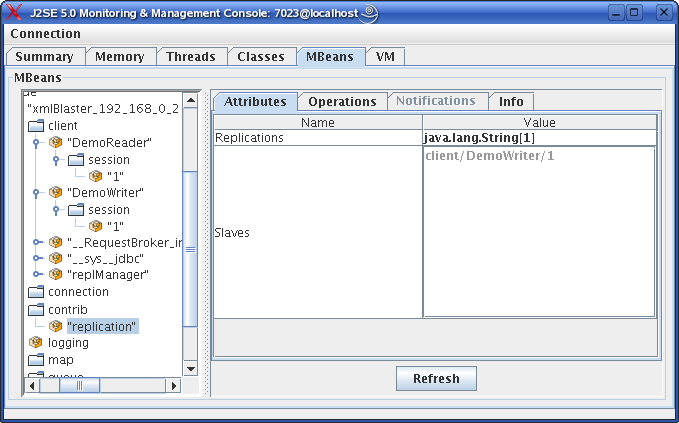 J2SE 5.0 Monitoring & Management Console: 7023@localhost
Connection
Summary Memory Threads Classes MBeans VM
MBeans
"xmlBlaster_192_168_0_2
client
"DemoReader"
session
"1"
"DemoWriter"
session
"1"
"__RequestBroker_in
"__sys__jdbc"
"replManager"
connection
contrib
"replication"
logging
map
Attributes Operations Notifications Info
Name Value
Replications java.lang.String[1]
Slaves client/DemoWriter/1
Refresh